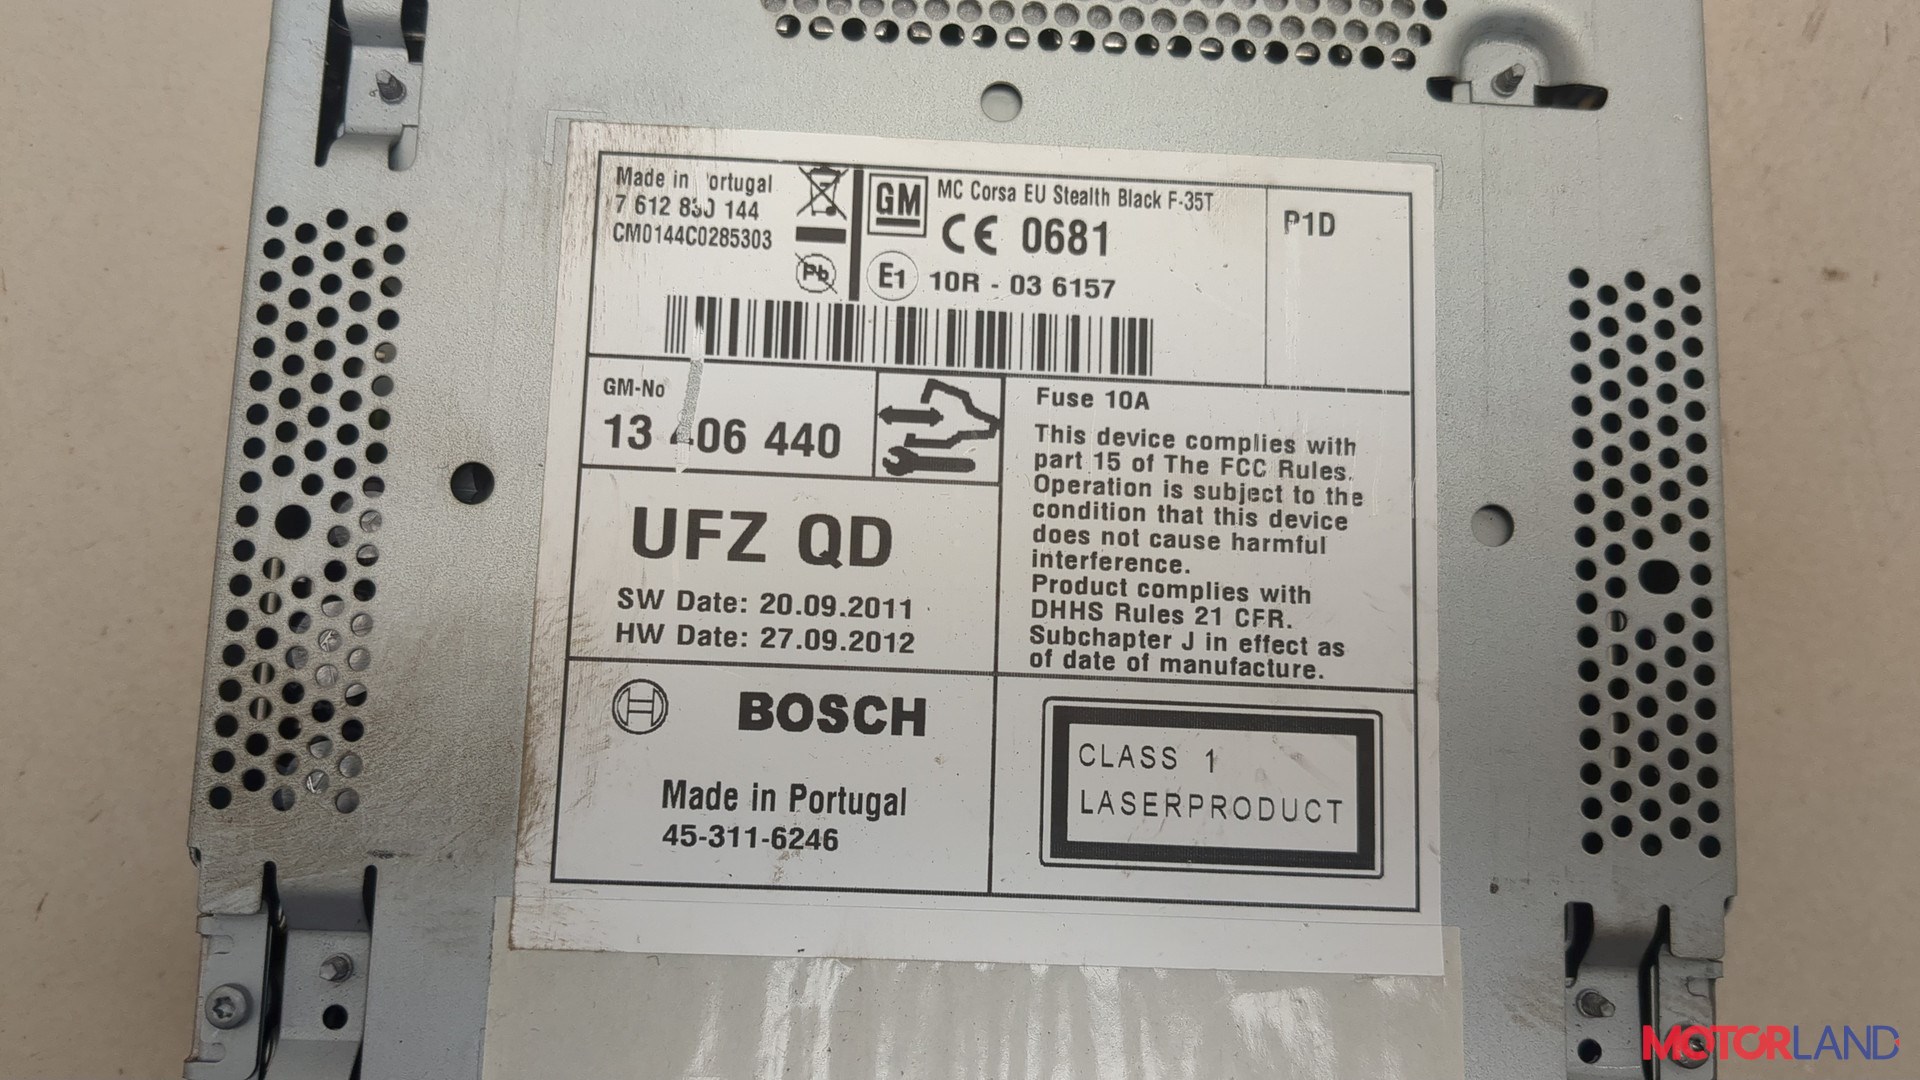 Made in ortugal
7 612 830 144
CM0144C0285303
Pb
GM
MC Corsa EU Stealth Black F-35T
CE 0681
E1 10R - 03 6157
P1D
GM-No
13 406 440
UFZ QD
SW Date: 20.09.2011
HW Date: 27.09.2012
Fuse 10A
This device complies with
part 15 of The FCC Rules.
Operation is subject to the
condition that this device
does not cause harmful
interference.
Product complies with
DHHS Rules 21 CFR.
Subchapter J in effect as
of date of manufacture.
BOSCH
Made in Portugal
45-311-6246
CLASS 1
LASERPRODUCT
MOTORLAND